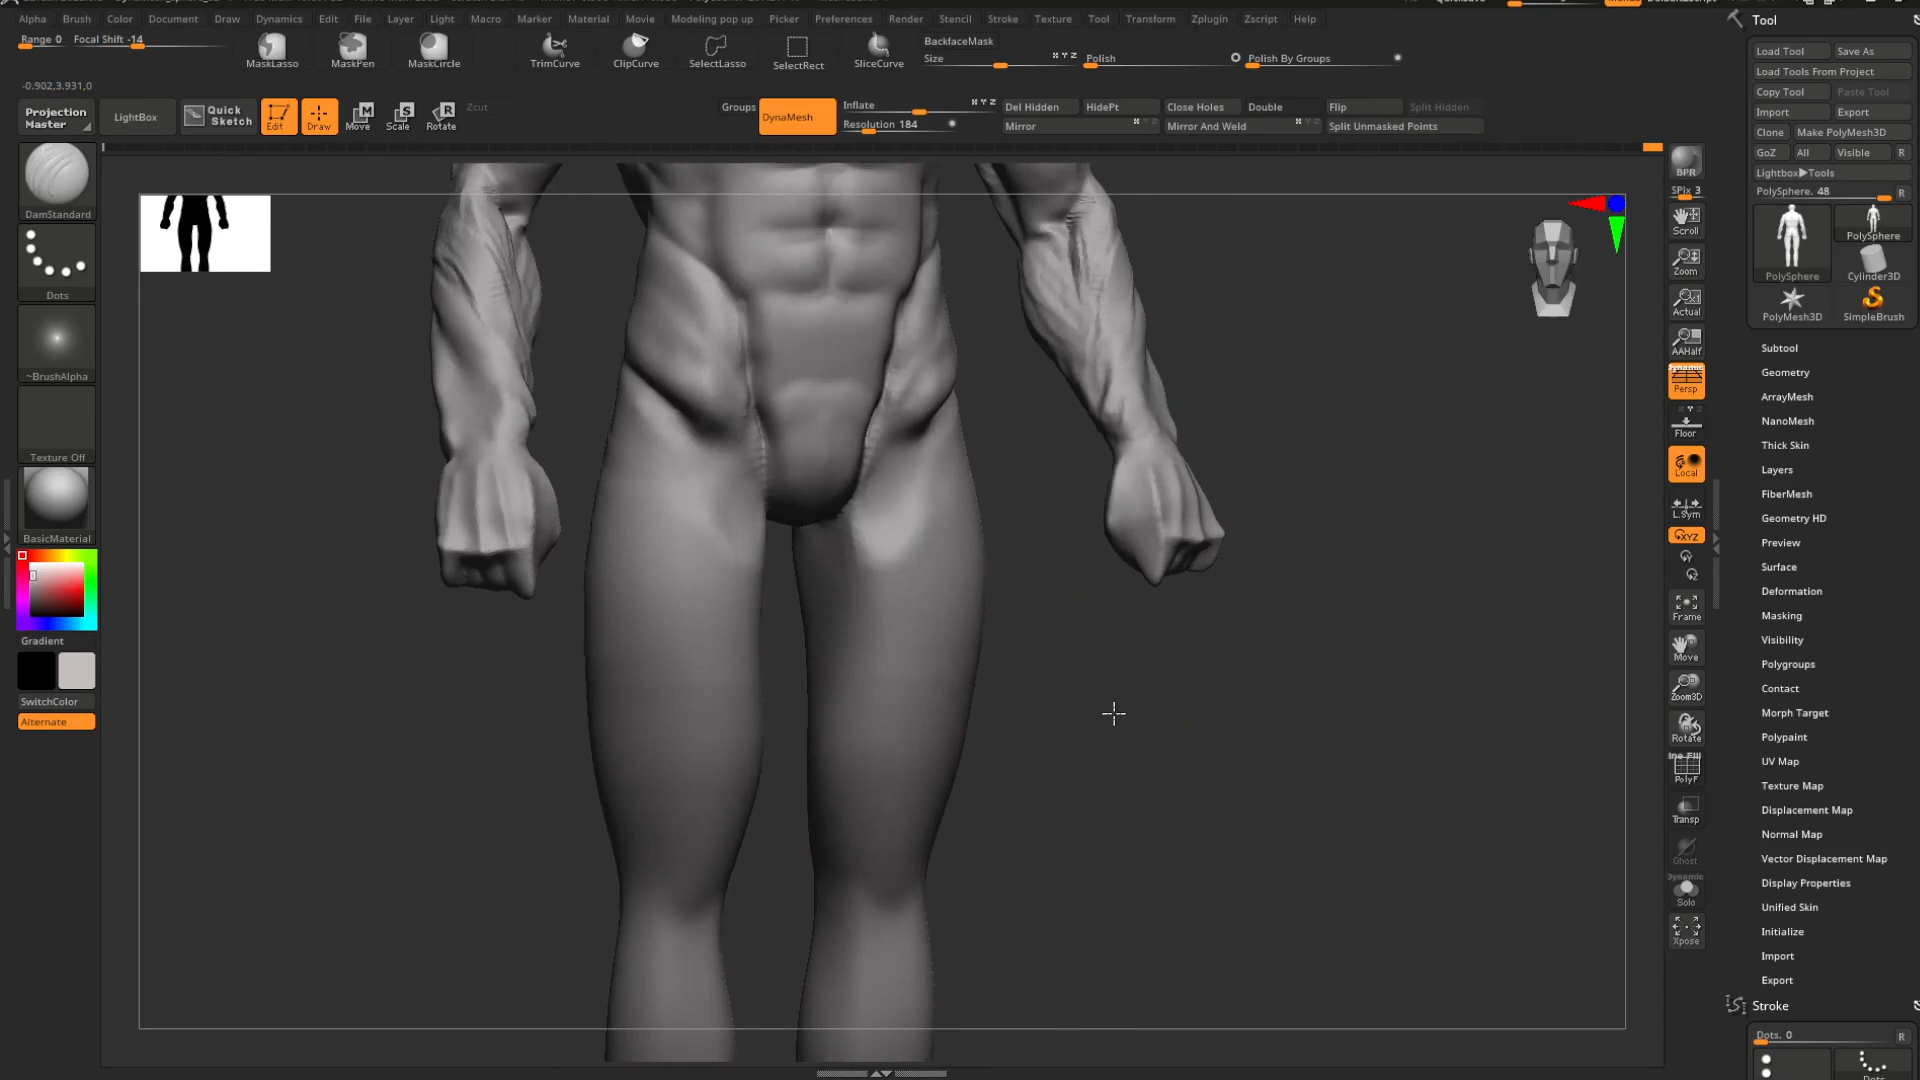 Alpha Brush Color Document Draw Dynamics Edit File Layer Light Macro Marker Material Movie Modeling pop up Picker Preferences Render Stencil Stroke Texture Tool Transform Zplugin Zscript Help
Range 0 Focal Shift -14
MaskLasso MaskPen MaskCircle TrimCurve ClipCurve SelectLasso SelectRect SliceCurve
BackfaceMask
Size X Y Z Polish Polish By Groups
-0.902,3.931,0
Projection Master
LightBox
Quick Sketch
Edit Draw Move Scale Rotate
Zcut
Groups DynaMesh
Inflate X Y Z
Resolution 184
Del Hidden HidePt Close Holes Double Flip Split Hidden
Mirror Mirror And Weld Split Unmasked Points
DamStandard
Dots
~BrushAlpha
Texture Off
BasicMaterial
Gradient
SwitchColor
Alternate
BPR
SPix 3
Scroll
Zoom
Actual
AAHalf
Dynamic
Persp
Floor
Local
L.Sym
XYZ
Frame
Move
Zoom3D
Rotate
PolyF
Transp
Ghost
Dynamic
Solo
Xpose
Tool
Load Tool Save As
Load Tools From Project
Copy Tool Paste Tool
Import Export
Clone Make PolyMesh3D
GoZ All Visible R
Lightbox▶Tools
PolySphere. 48 R
PolySphere
PolySphere
Cylinder3D
PolyMesh3D
SimpleBrush
Subtool
Geometry
ArrayMesh
NanoMesh
Thick Skin
Layers
FiberMesh
Geometry HD
Preview
Surface
Deformation
Masking
Visibility
Polygroups
Contact
Morph Target
Polypaint
UV Map
Texture Map
Displacement Map
Normal Map
Vector Displacement Map
Display Properties
Unified Skin
Initialize
Import
Export
Stroke
Dots. 0 R